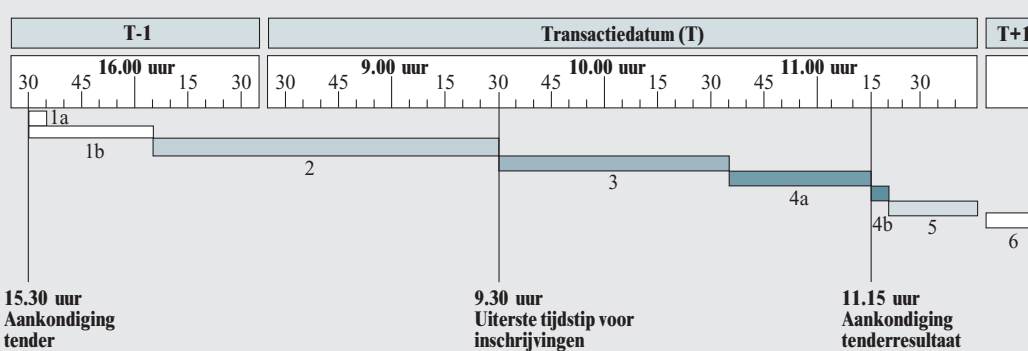 T-1 Transactiedatum (T) T+1
16.00 uur 9.00 uur 10.00 uur 11.00 uur
30 45 15 30 30 45 15 30 45 15 30 45 15 30
1a
1b
2
3
4a
4b
5
6
15.30 uur
Aankondiging
tender
9.30 uur
Uiterste tijdstip voor
inschrijvingen
11.15 uur
Aankondiging
tenderresultaat